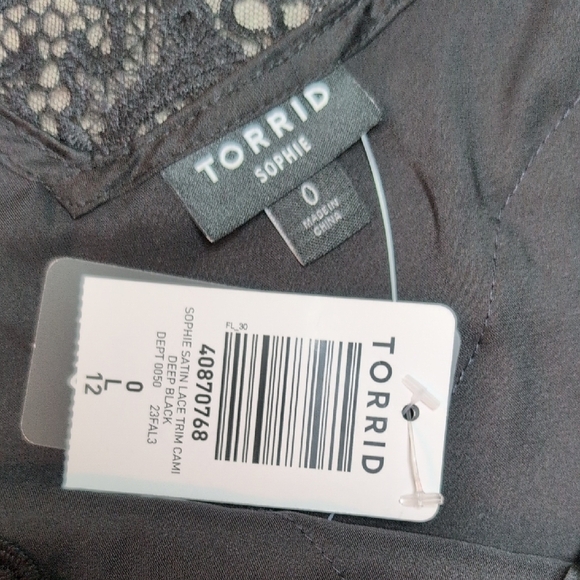 TORRID
SOPHIE
0
MADE IN
CHINA
TORRID
FL_30
40870768
SOPHIE SATIN LACE TRIM CAMI
DEEP BLACK
DEPT 0050 23FAL3
0
L
12